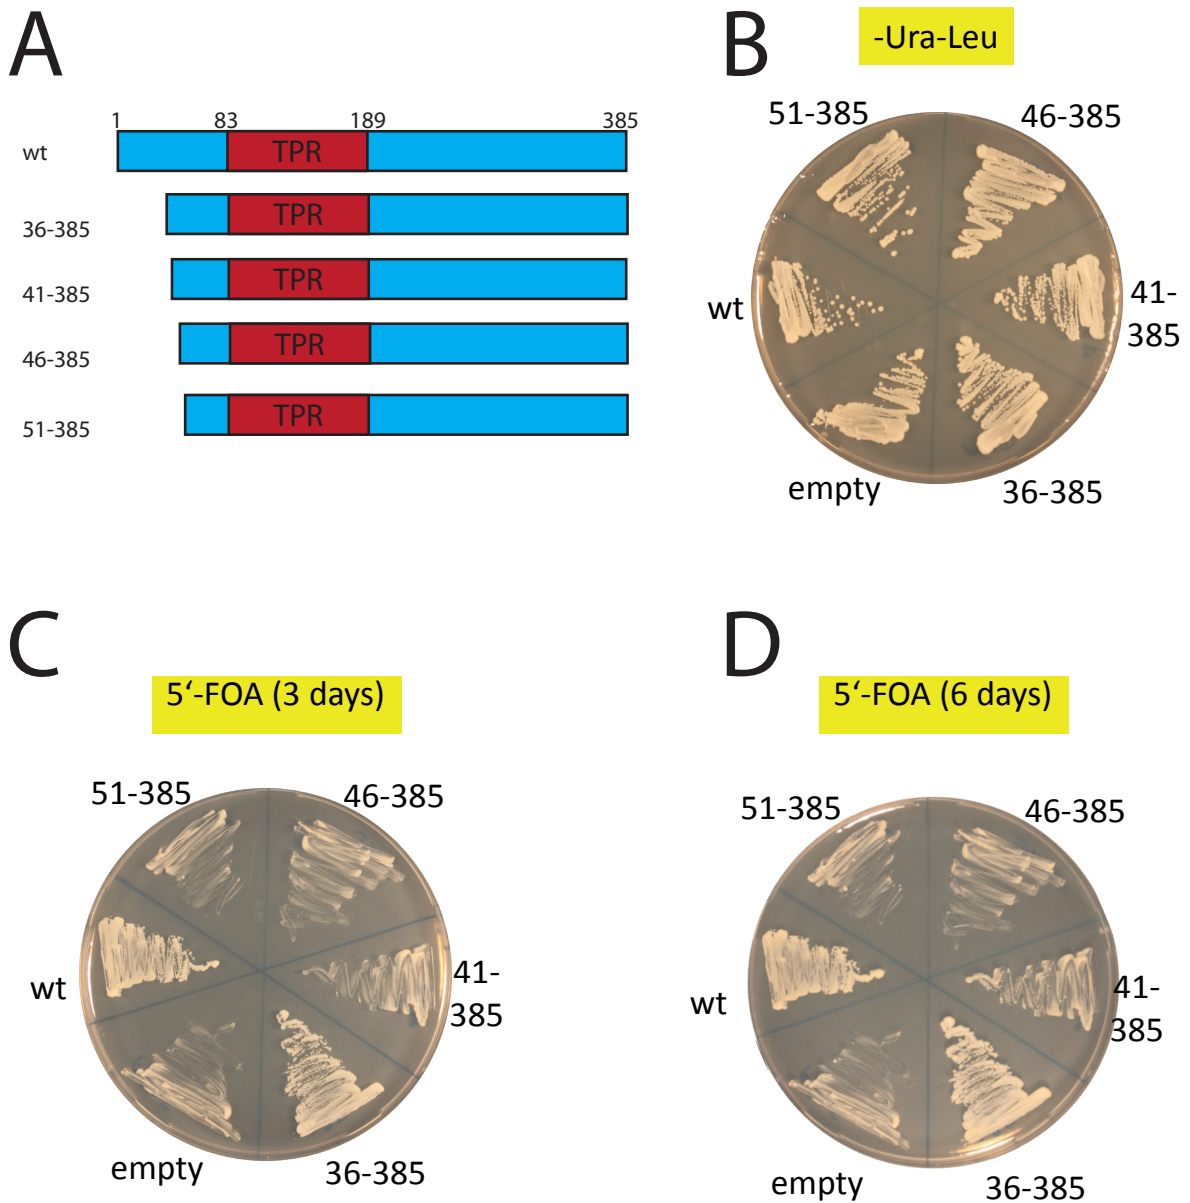 A
1 83 189 385
wt TPR
36-385 TPR
41-385 TPR
46-385 TPR
51-385 TPR
B
-Ura-Leu
51-385 46-385
wt 41-
385
empty 36-385
C
5‘-FOA (3 days)
51-385 46-385
wt 41-
385
empty 36-385
D
5‘-FOA (6 days)
51-385 46-385
wt 41-
385
empty 36-385